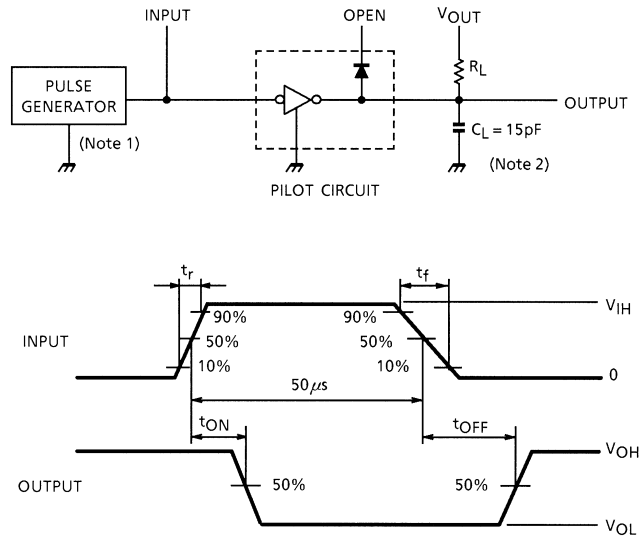 INPUT
OPEN
VOUT
PULSE
GENERATOR
RL
OUTPUT
(Note 1)
CL = 15pF
(Note 2)
PILOT CIRCUIT
tr
tf
VIH
90%
90%
INPUT
50%
50%
10%
10%
0
50μs
tON
tOFF
VOH
OUTPUT
50%
50%
VOL